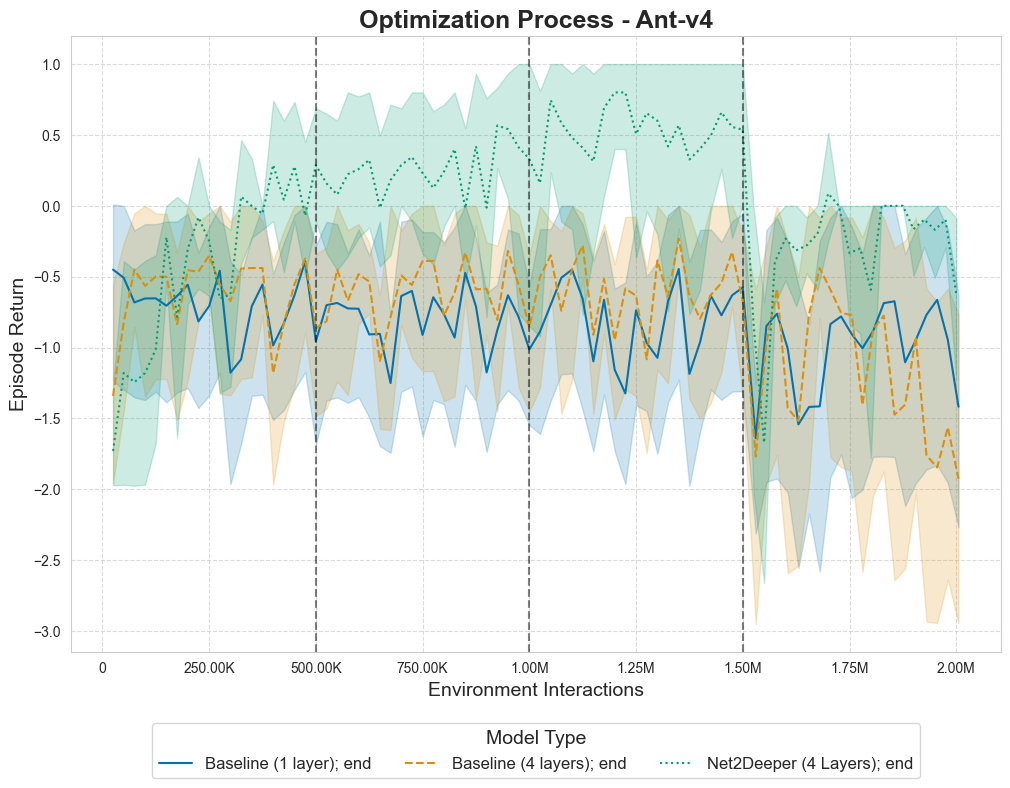 Optimization Process - Ant-v4
Episode Return
1.0
0.5
0.0
−0.5
−1.0
−1.5
−2.0
−2.5
−3.0
0 250.00K 500.00K 750.00K 1.00M 1.25M 1.50M 1.75M 2.00M
Environment Interactions
Model Type
Baseline (1 layer); end Baseline (4 layers); end Net2Deeper (4 Layers); end